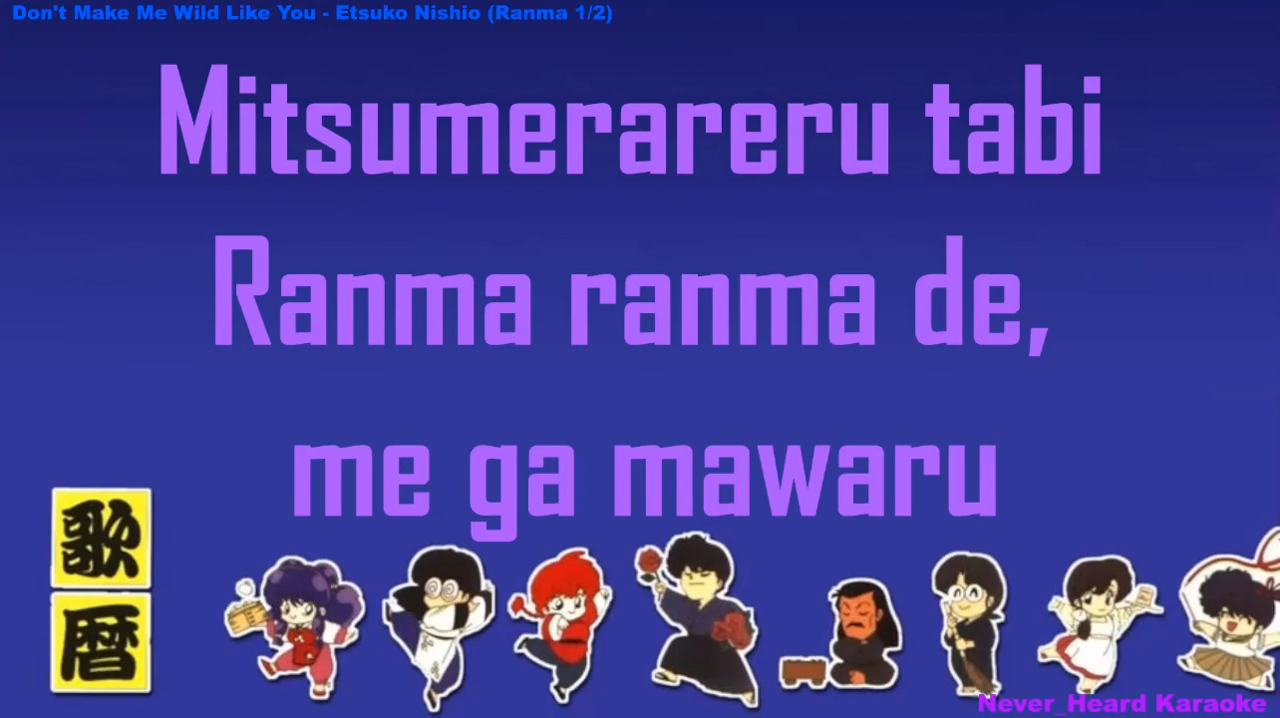 Don't Make Me Wild Like You - Etsuko Nishio (Ranma 1/2)
Mitsumerareru tabi
Ranma ranma de,
me ga mawaru
歌
暦
Never_Heard Karaoke